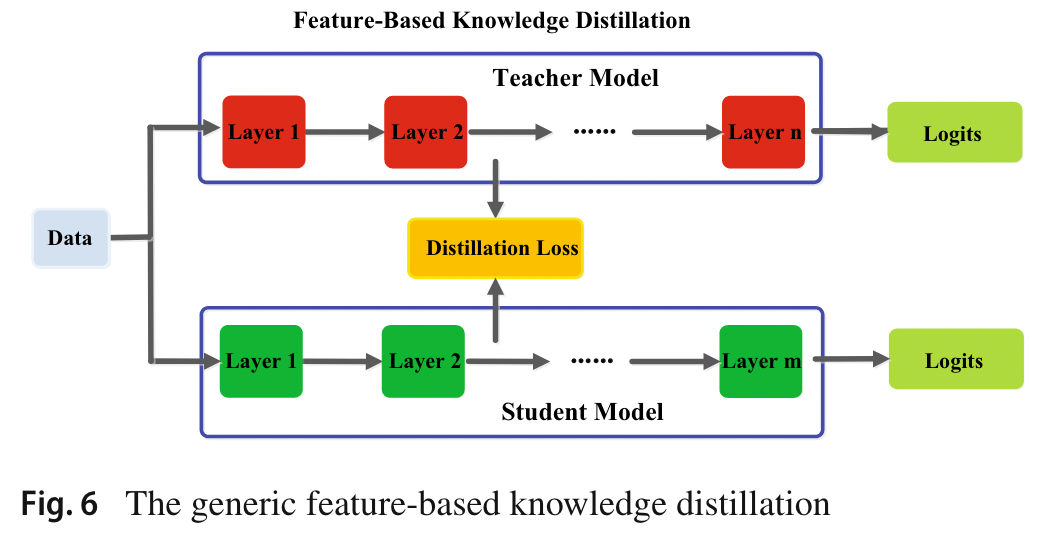 Feature-Based Knowledge Distillation
Teacher Model
Layer 1
Layer 2
......
Layer n
Logits
Data
Distillation Loss
Layer 1
Layer 2
......
Layer m
Logits
Student Model
Fig. 6 The generic feature-based knowledge distillation